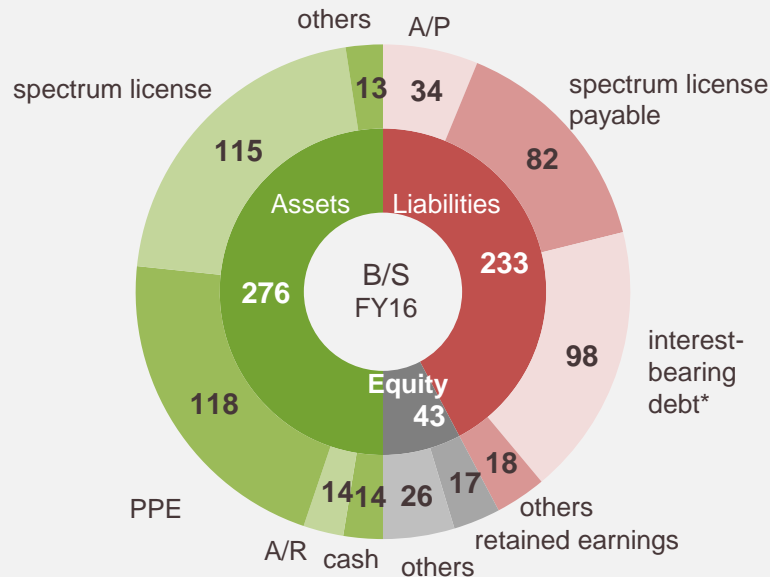 others
A/P
13
34
spectrum license
spectrum license
payable
115
82
Assets
Liabilities
276
B/S
FY16
233
interest-
bearing
debt*
98
118
Equity
43
18
17
26
14
14
PPE
others
A/R
cash
others
retained earnings